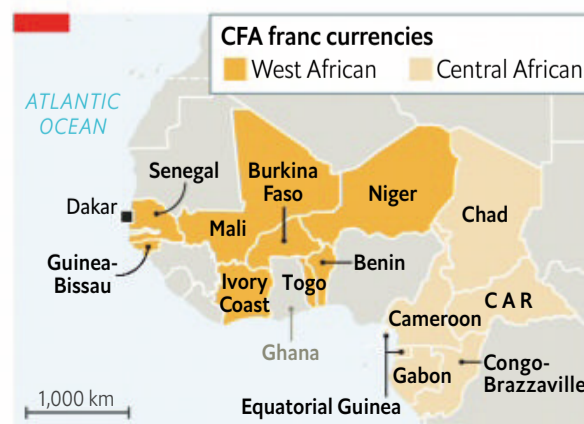 CFA franc currencies
West African
Central African
ATLANTIC
OCEAN
Senegal
Burkina
Faso
Niger
Chad
Dakar
Mali
Guinea-
Bissau
Ivory
Coast
Togo
Benin
CAR
Cameroon
Ghana
Gabon
Congo-
Brazzaville
Equatorial Guinea
1,000 km